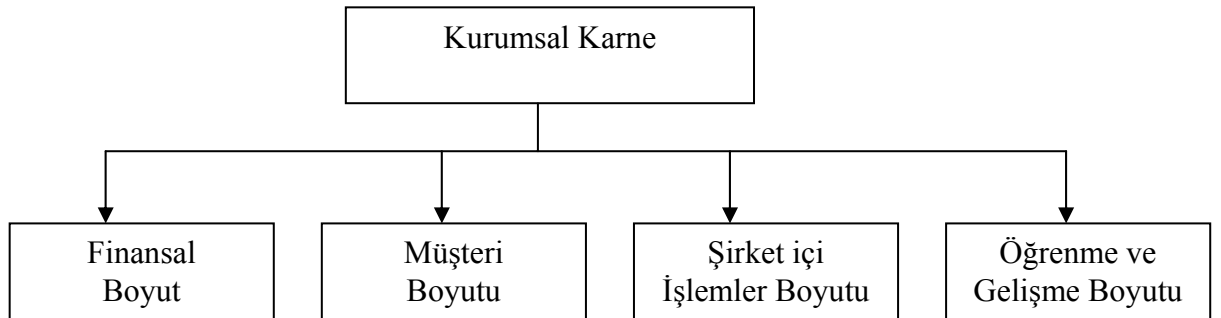 Kurumsal Karne
Finansal
Boyut
Müşteri
Boyutu
Şirket içi
İşlemler Boyutu
Öğrenme ve
Gelişme Boyutu